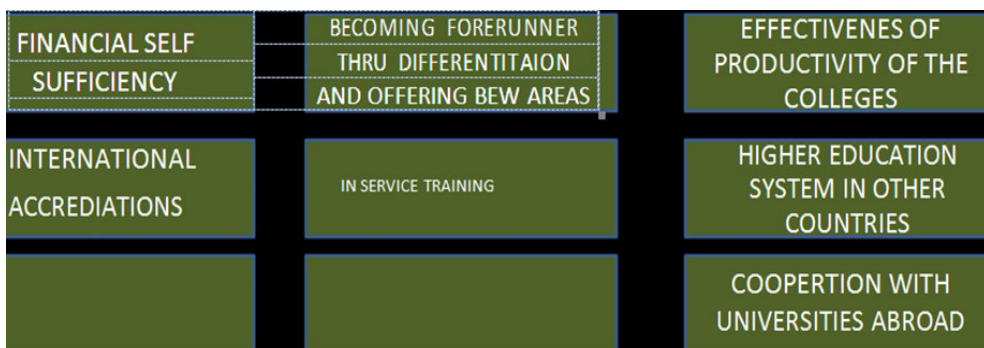 FINANCIAL SELF
SUFFICIENCY
BECOMING FORERUNNER
THRU DIFFERENTITAION
AND OFFERING BEW AREAS
EFFECTIVENES OF
PRODUCTIVITY OF THE
COLLEGES
INTERNATIONAL
ACCREDIATIONS
IN SERVICE TRAINING
HIGHER EDUCATION
SYSTEM IN OTHER
COUNTRIES
COOPERTION WITH
UNIVERSITIES ABROAD